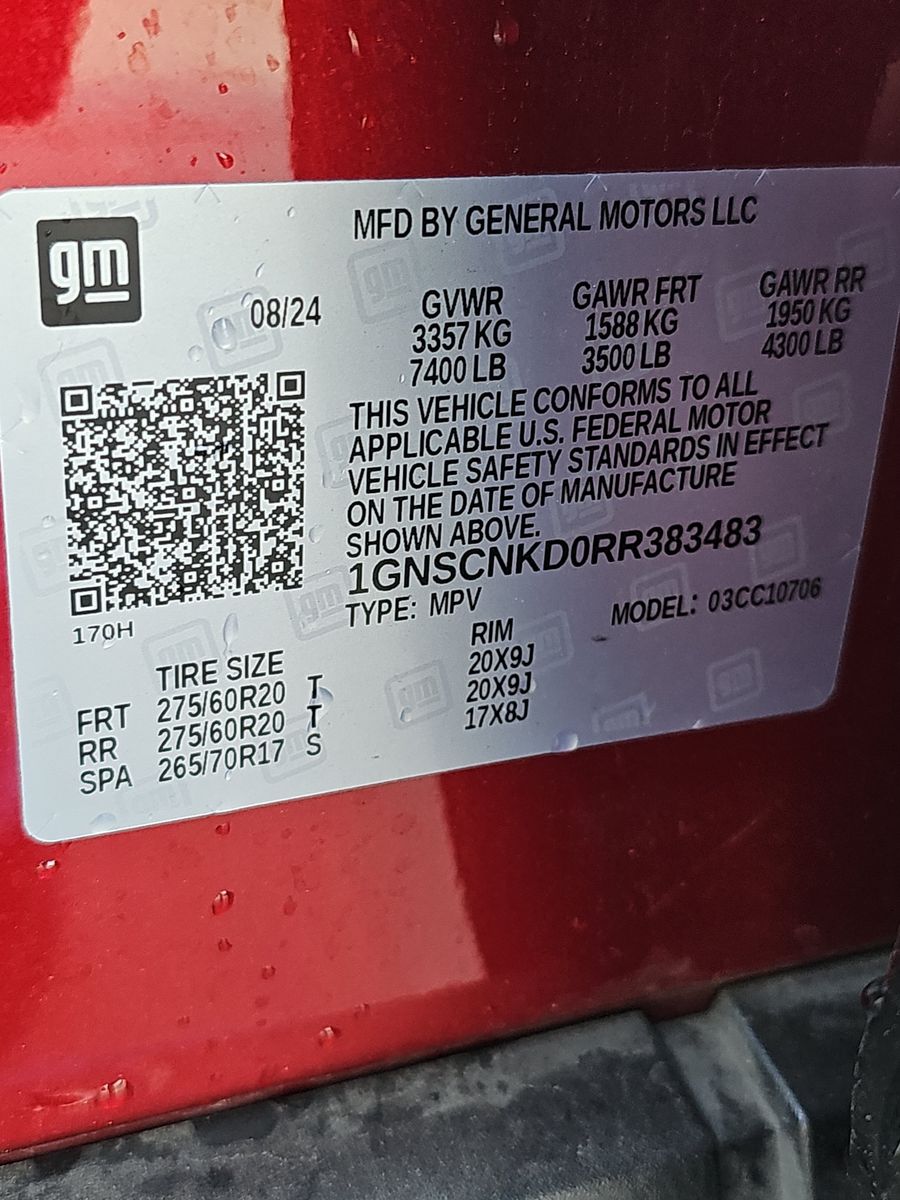 gm
MFD BY GENERAL MOTORS LLC
08/24
GVWR GAWR FRT GAWR RR
3357 KG 1588 KG 1950 KG
7400 LB 3500 LB 4300 LB
THIS VEHICLE CONFORMS TO ALL
APPLICABLE U.S. FEDERAL MOTOR
VEHICLE SAFETY STANDARDS IN EFFECT
ON THE DATE OF MANUFACTURE
SHOWN ABOVE.
1GNSCNKD0RR383483
TYPE: MPV MODEL: 03CC10706
170H
TIRE SIZE RIM
FRT 275/60R20 T 20X9J
RR 275/60R20 T 20X9J
SPA 265/70R17 S 17X8J